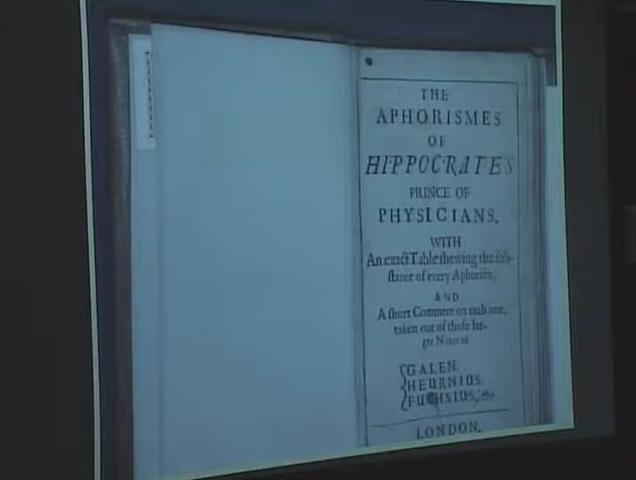 THE
APHORISMES
OF
HIPPOCRATES
PRINCE OF
PHYSICIANS,
WITH
An exact Table shewing the sub-
stance of every Aphorism,
AND
A short Comment on each one,
taken out of those lar-
ger Notes of
GALEN,
HEURNIUS,
FUCHSIUS, &c.
LONDON,